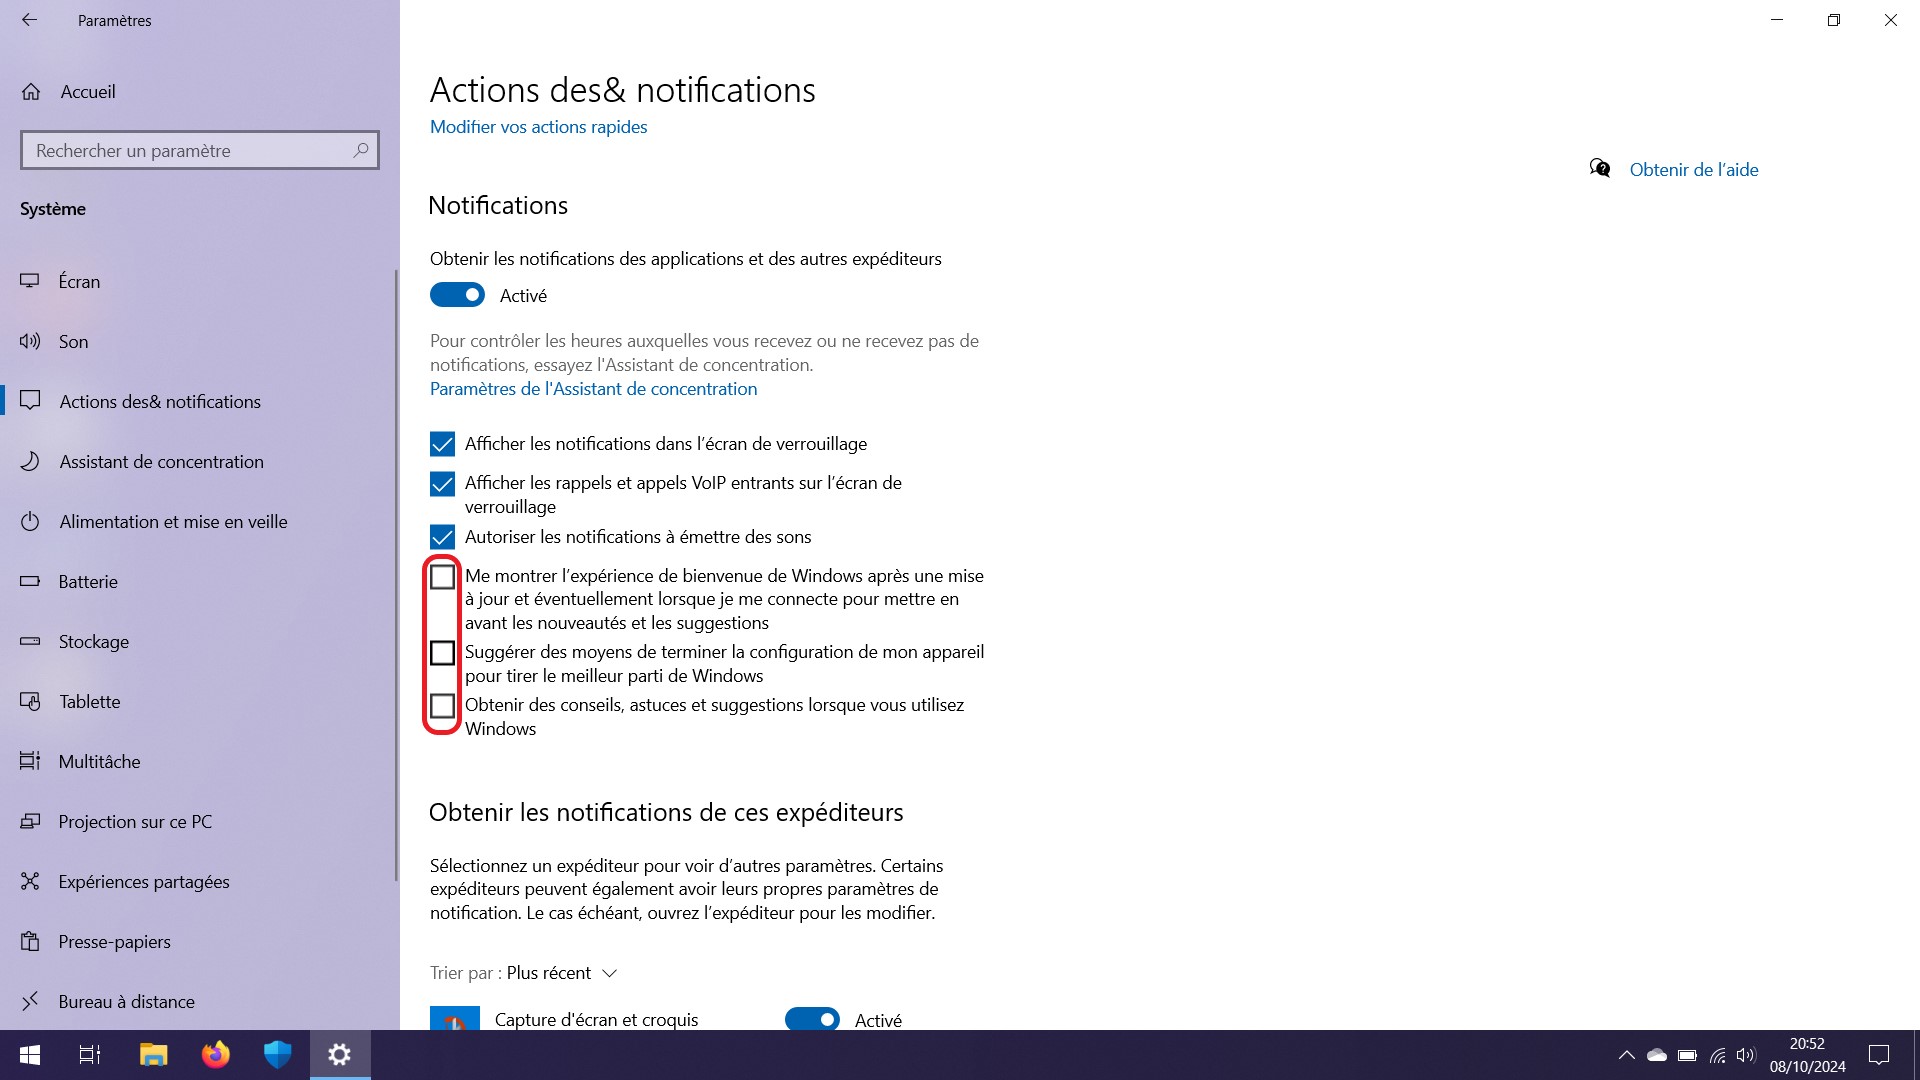 Paramètres
Accueil
Rechercher un paramètre
Système
Écran
Son
Actions des& notifications
Assistant de concentration
Alimentation et mise en veille
Batterie
Stockage
Tablette
Multitâche
Projection sur ce PC
Expériences partagées
Presse-papiers
Bureau à distance
Actions des& notifications
Modifier vos actions rapides
Obtenir de l’aide
Notifications
Obtenir les notifications des applications et des autres expéditeurs
Activé
Pour contrôler les heures auxquelles vous recevez ou ne recevez pas de
notifications, essayez l'Assistant de concentration.
Paramètres de l'Assistant de concentration
Afficher les notifications dans l’écran de verrouillage
Afficher les rappels et appels VoIP entrants sur l’écran de
verrouillage
Autoriser les notifications à émettre des sons
Me montrer l’expérience de bienvenue de Windows après une mise
à jour et éventuellement lorsque je me connecte pour mettre en
avant les nouveautés et les suggestions
Suggérer des moyens de terminer la configuration de mon appareil
pour tirer le meilleur parti de Windows
Obtenir des conseils, astuces et suggestions lorsque vous utilisez
Windows
Obtenir les notifications de ces expéditeurs
Sélectionnez un expéditeur pour voir d’autres paramètres. Certains
expéditeurs peuvent également avoir leurs propres paramètres de
notification. Le cas échéant, ouvrez l’expéditeur pour les modifier.
Trier par : Plus récent
Capture d'écran et croquis
Activé
20:52
08/10/2024